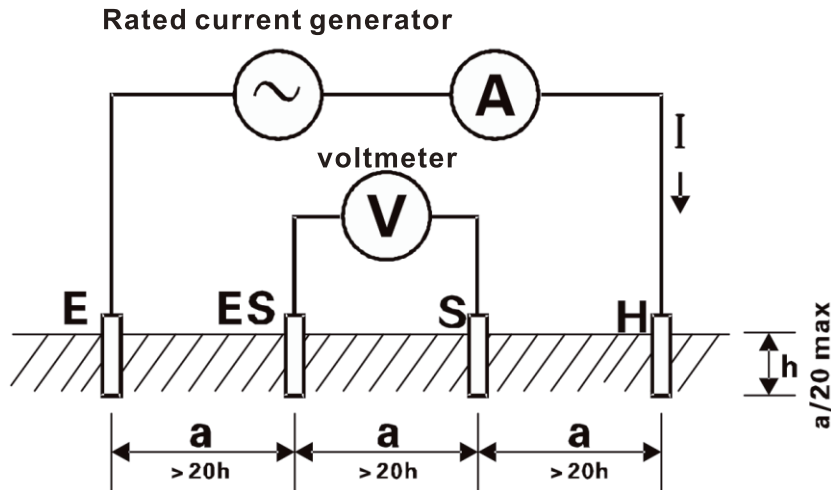 Rated current generator
A
I
voltmeter
V
E ES S H
h
a/20 max
a a a
>20h >20h >20h